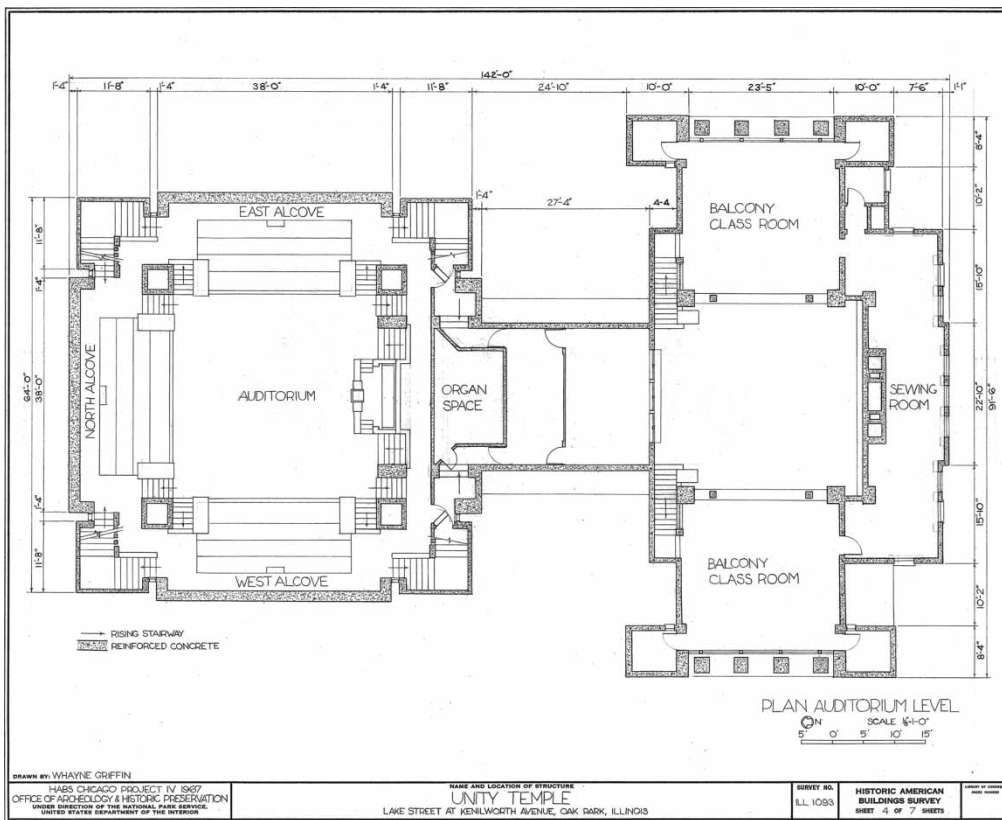 142'-0"
1'-4" 11'-8" 1'-4" 38'-0" 1'-4" 11'-8" 24'-10" 10'-0" 23'-5" 10'-0" 7'-6" 1'-1"
8'-4"
10'-2"
15'-10"
22'-10"
91'-6"
15'-10"
10'-2"
8'-4"
1'-4" 27'-4" 4-4
11'-8"
1'-4"
64'-0"
38'-0"
1'-4"
11'-8"
EAST ALCOVE
NORTH ALCOVE
AUDITORIUM
WEST ALCOVE
ORGAN
SPACE
BALCONY
CLASS ROOM
SEWING
ROOM
BALCONY
CLASS ROOM
RISING STAIRWAY
REINFORCED CONCRETE
PLAN AUDITORIUM LEVEL
N
SCALE
5' 0' 5' 10' 15'
DRAWN BY: WHAYNE GRIFFIN
HABS CHICAGO PROJECT IV 1967
OFFICE OF ARCHEOLOGY & HISTORIC PRESERVATION
UNDER DIRECTION OF THE NATIONAL PARK SERVICE,
UNITED STATES DEPARTMENT OF THE INTERIOR
NAME AND LOCATION OF STRUCTURE
UNITY TEMPLE
LAKE STREET AT KENILWORTH AVENUE, OAK PARK, ILLINOIS
SURVEY NO.
ILL 1093
HISTORIC AMERICAN
BUILDINGS SURVEY
SHEET 4 OF 7 SHEETS